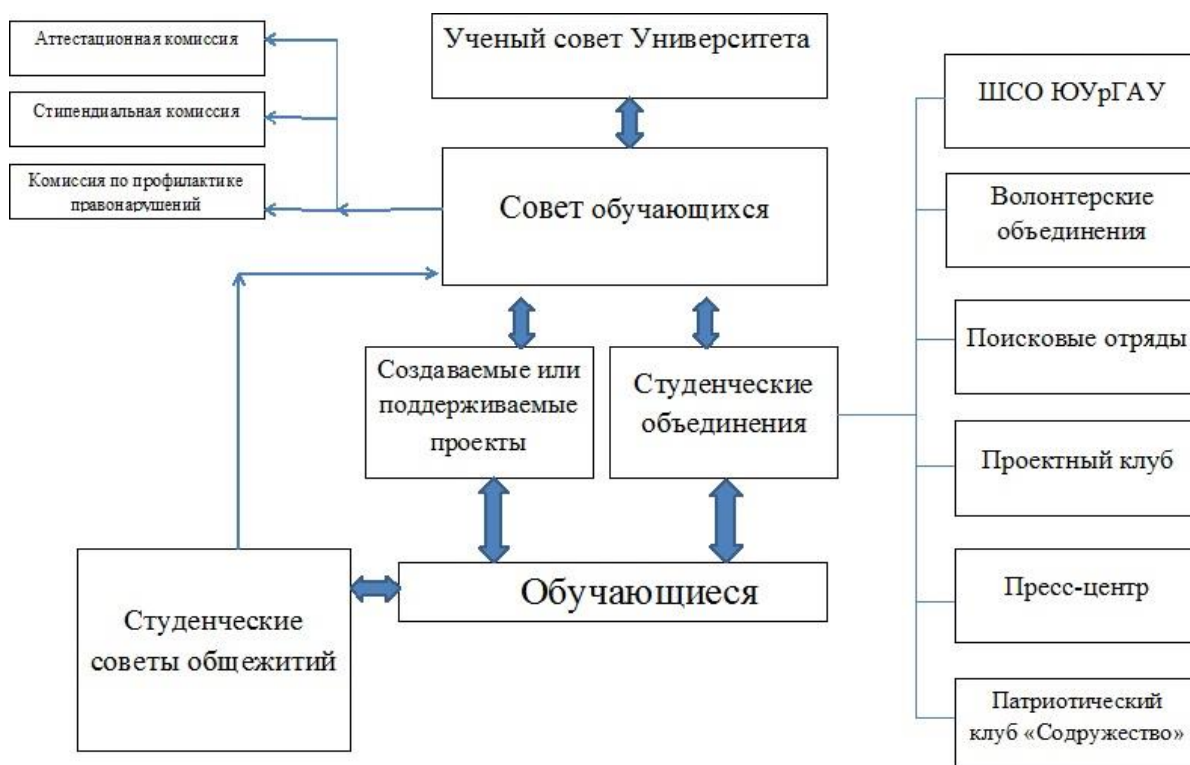 Аттестационная комиссия
Стипендиальная комиссия
Комиссия по профилактике
правонарушений
Ученый совет Университета
Совет обучающихся
Создаваемые или
поддерживаемые
проекты
Студенческие
объединения
Обучающиеся
Студенческие
советы общежитий
ШСО ЮУрГАУ
Волонтерские
объединения
Поисковые отряды
Проектный клуб
Пресс-центр
Патриотический
клуб «Содружество»